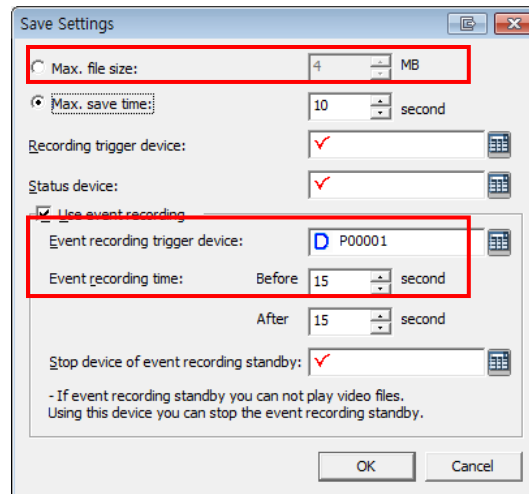 Save Settings
Max. file size: 4 MB
Max. save time: 10 second
Recording trigger device:
Status device:
Use event recording
Event recording trigger device: D P00001
Event recording time: Before 15 second
After 15 second
Stop device of event recording standby:
- If event recording standby you can not play video files.
Using this device you can stop the event recording standby.
OK Cancel